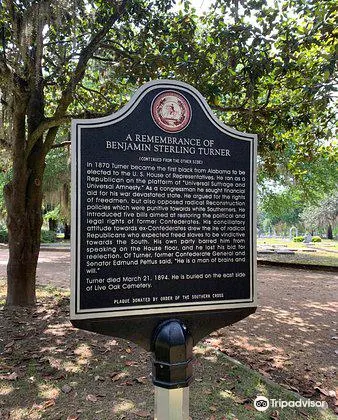 A REMEMBRANCE OF
BENJAMIN STERLING TURNER
(CONTINUED FROM THE OTHER SIDE)
In 1870 Turner became the first black from Alabama to be
elected to the U. S. House of Representatives. He ran as a
Republican on the platform of "Universal Suffrage and
Universal Amnesty." As a congressman he sought financial
aid for his war devastated state. He argued for the rights
of freedmen, but also opposed radical Reconstruction
policies which were punitive towards white Southerners. He
introduced five bills aimed at restoring the political and
legal rights of former Confederates. His conciliatory
attitude towards ex-Confederates drew the ire of radical
Republicans who expected freed slaves to be vindictive
towards the South. His own party barred him from
speaking on the House floor, and he lost his bid for
reelection. Of Turner, former Confederate General and
Senator Edmund Pettus said, "He is a man of brains and
will."
Turner died March 21, 1894. He is buried on the east side
of Live Oak Cemetery.
PLAQUE DONATED BY ORDER OF THE SOUTHERN CROSS
Tripadvisor